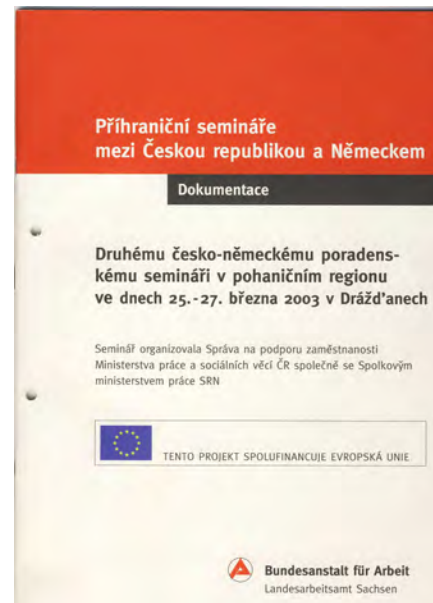 Příhraniční semináře
mezi Českou republikou a Německem
Dokumentace
Druhému česko-německému poradens-
kému semináři v pohaničním regionu
ve dnech 25.-27. března 2003 v Drážd'anech
Seminář organizovala Správa na podporu zaměstnanosti
Ministerstva práce a sociálních věcí ČR společně se Spolkovým
ministerstvem práce SRN
TENTO PROJEKT SPOLUFINANCUJE EVROPSKÁ UNIE
Bundesanstalt für Arbeit
Landesarbeitsamt Sachsen